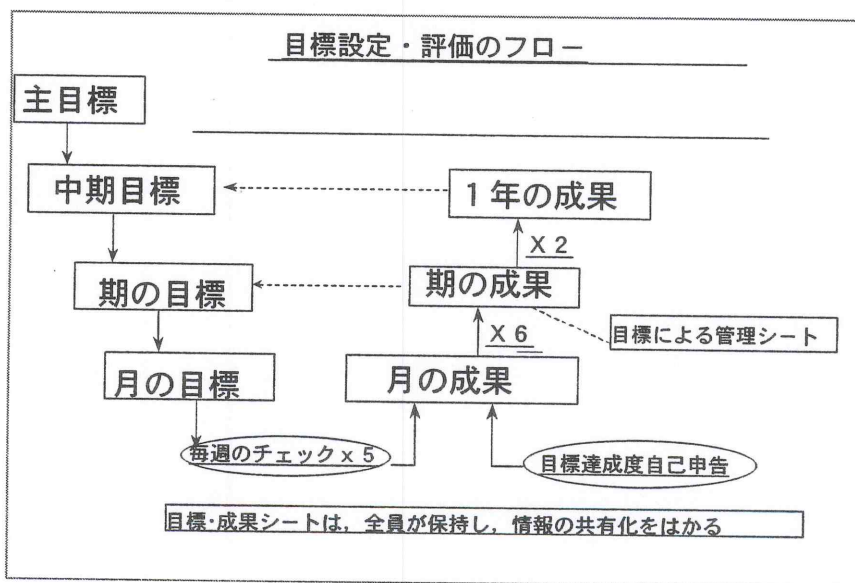 目標設定・評価のフロー
主目標
中期目標
1年の成果
X 2
期の目標
期の成果
X 6
目標による管理シート
月の目標
月の成果
毎週のチェック x 5
目標達成度自己申告
目標・成果シートは，全員が保持し，情報の共有化をはかる